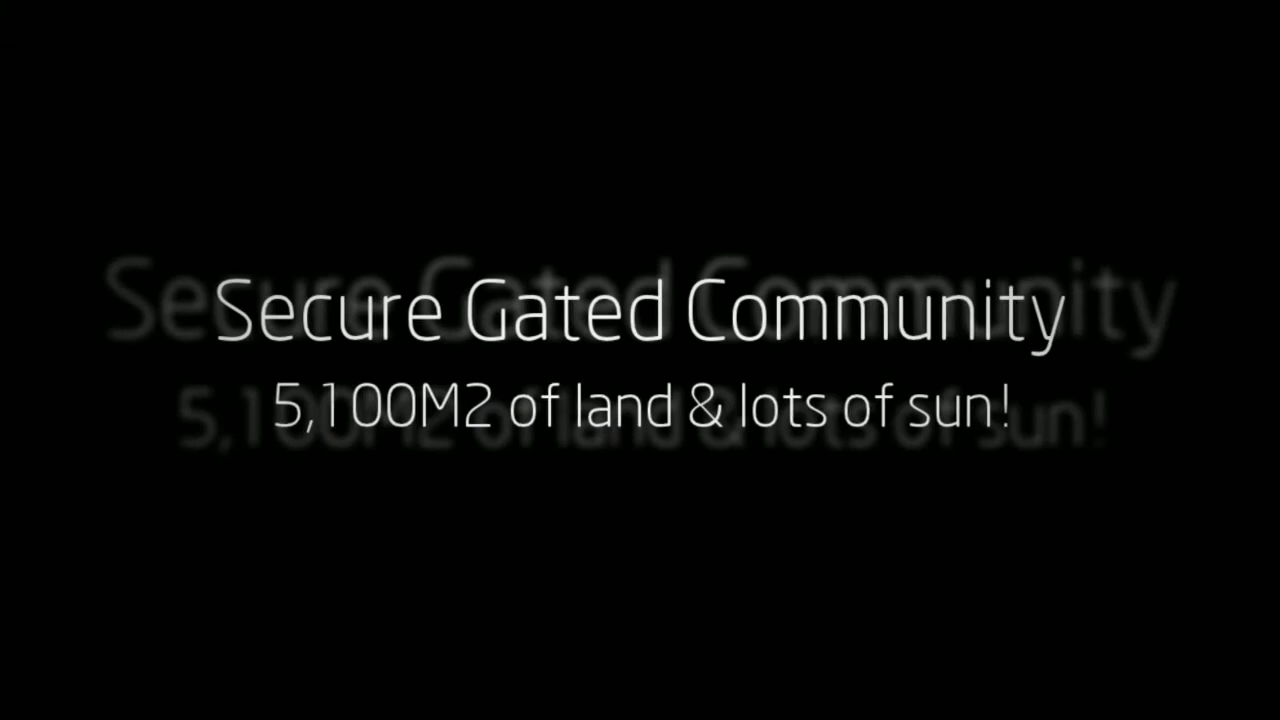 Secure Gated Community
5,100M2 of land & lots of sun!